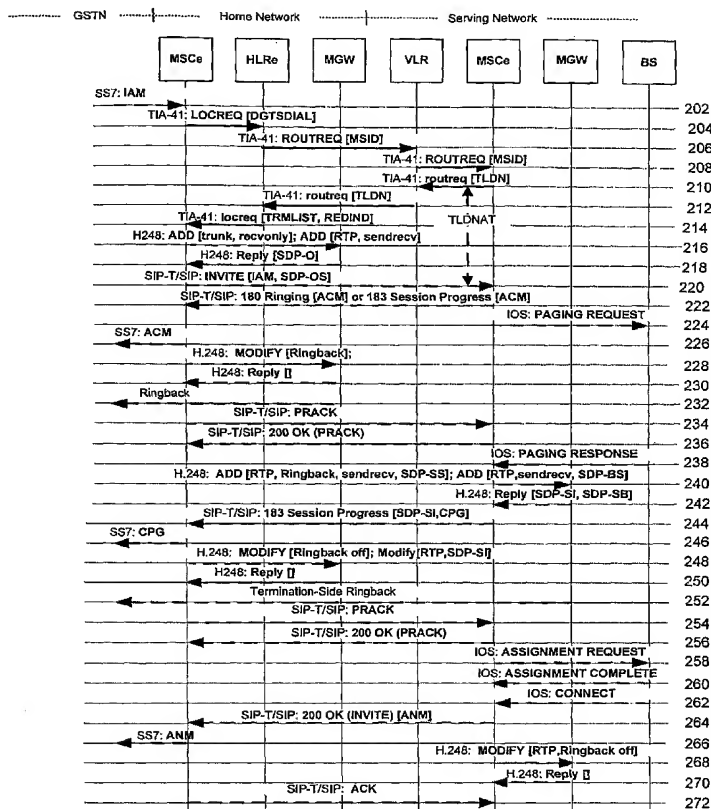 GSTN Home Network Serving Network
MSCe HLRe MGW VLR MSCe MGW BS
SS7: IAM
202
TIA-41: LOCREQ [DGTSDIAL]
204
TIA-41: ROUTREQ [MSID]
206
TIA-41: ROUTREQ [MSID]
208
TIA-41: routreq [TLDN]
210
TIA-41: routreq [TLDN]
212
TLDNAT
TIA-41: locreq [TRMLIST, REDIND]
214
H248: ADD [trunk, recvonly]; ADD [RTP, sendrecv]
216
H248: Reply [SDP-O]
218
SIP-T/SIP: INVITE [IAM, SDP-OS]
220
SIP-T/SIP: 180 Ringing [ACM] or 183 Session Progress [ACM]
222
IOS: PAGING REQUEST
224
SS7: ACM
226
H.248: MODIFY [Ringback];
228
H248: Reply []
230
Ringback
232
SIP-T/SIP: PRACK
234
SIP-T/SIP: 200 OK (PRACK)
236
IOS: PAGING RESPONSE
238
H.248: ADD [RTP, Ringback, sendrecv, SDP-SS]; ADD [RTP,sendrecv, SDP-BS]
240
H.248: Reply [SDP-SI, SDP-SB]
242
SIP-T/SIP: 183 Session Progress [SDP-SI,CPG]
244
SS7: CPG
246
H.248: MODIFY [Ringback off]; Modify[RTP,SDP-SI]
248
H248: Reply []
250
Termination-Side Ringback
252
SIP-T/SIP: PRACK
254
SIP-T/SIP: 200 OK (PRACK)
256
IOS: ASSIGNMENT REQUEST
258
IOS: ASSIGNMENT COMPLETE
260
IOS: CONNECT
262
SIP-T/SIP: 200 OK (INVITE) [ANM]
264
SS7: ANM
266
H.248: MODIFY [RTP,Ringback off]
268
H.248: Reply []
270
SIP-T/SIP: ACK
272